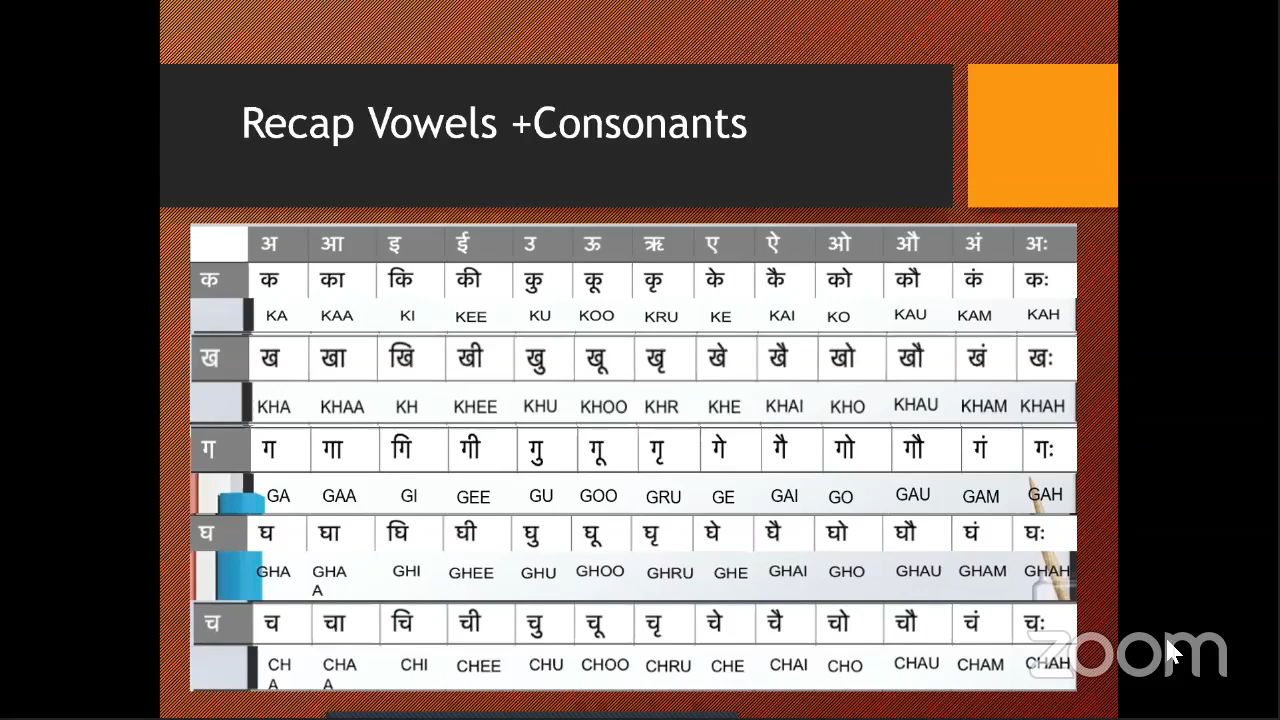 Recap Vowels +Consonants
अ आ इ ई उ ऊ ऋ ए ऐ ओ औ अं अः
क क का कि की कु कू कृ के कै को कौ कं कः
KA KAA KI KEE KU KOO KRU KE KAI KO KAU KAM KAH
ख ख खा खि खी खु खू खृ खे खै खो खौ खं खः
KHA KHAA KH KHEE KHU KHOO KHR KHE KHAI KHO KHAU KHAM KHAH
ग ग गा गि गी गु गू गृ गे गै गो गौ गं गः
GA GAA GI GEE GU GOO GRU GE GAI GO GAU GAM GAH
घ घ घा घि घी घु घू घृ घे घै घो घौ घं घः
GHA GHA GHI GHEE GHU GHOO GHRU GHE GHAI GHO GHAU GHAM GHAH
A
च च चा चि ची चु चू चृ चे चै चो चौ चं चः
CH CHA CHI CHEE CHU CHOO CHRU CHE CHAI CHO CHAU CHAM CHAH
A A
zoom